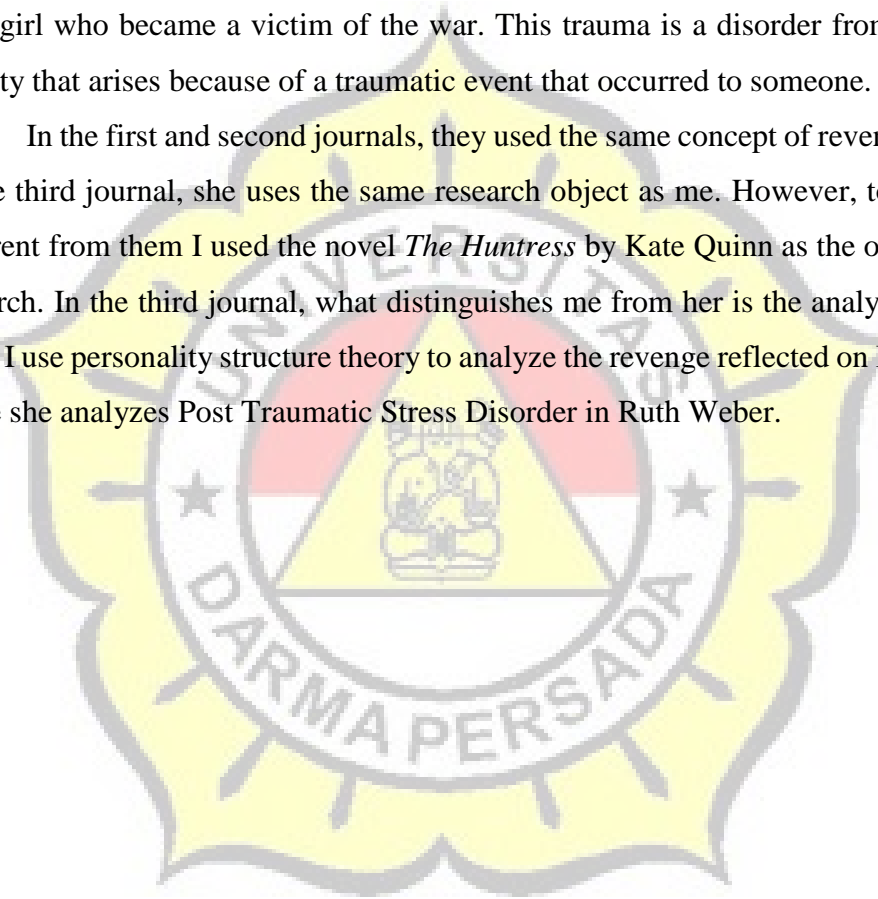 girl who became a victim of the war. This trauma is a disorder from
ty that arises because of a traumatic event that occurred to someone.
In the first and second journals, they used the same concept of reven
e third journal, she uses the same research object as me. However, to
rent from them I used the novel The Huntress by Kate Quinn as the o
rch. In the third journal, what distinguishes me from her is the analy
I use personality structure theory to analyze the revenge reflected on
she analyzes Post Traumatic Stress Disorder in Ruth Weber.
UNIVERSITAS
DARMA PERSADA